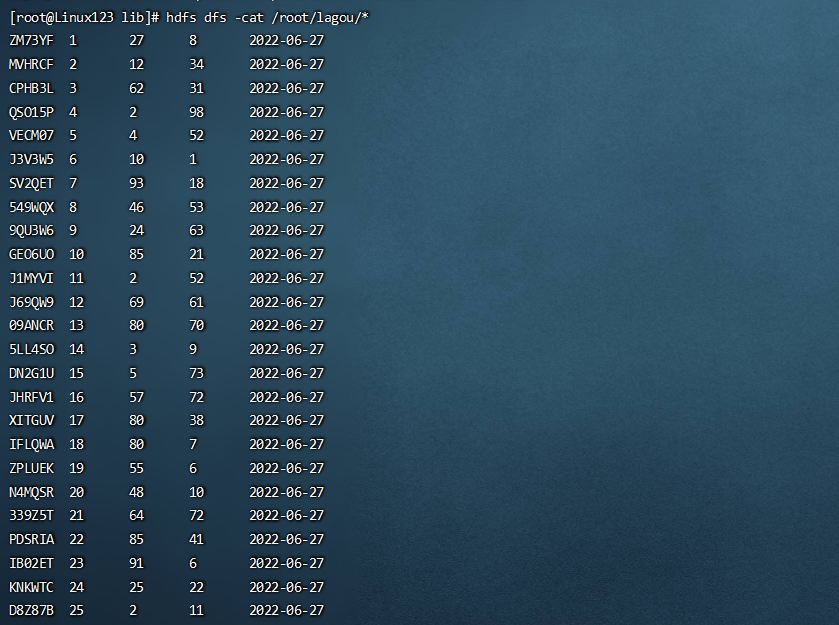 [root@Linux123 lib]# hdfs dfs -cat /root/lagou/*
ZM73YF 1 27 8 2022-06-27
MVHRCF 2 12 34 2022-06-27
CPHB3L 3 62 31 2022-06-27
QSO15P 4 2 98 2022-06-27
VECM07 5 4 52 2022-06-27
J3V3W5 6 10 1 2022-06-27
SV2QET 7 93 18 2022-06-27
549WQX 8 46 53 2022-06-27
9QU3W6 9 24 63 2022-06-27
GEO6UO 10 85 21 2022-06-27
J1MYVI 11 2 52 2022-06-27
J69QW9 12 69 61 2022-06-27
09ANCR 13 80 70 2022-06-27
5LL4SO 14 3 9 2022-06-27
DN2G1U 15 5 73 2022-06-27
JHRFV1 16 57 72 2022-06-27
XITGUV 17 80 38 2022-06-27
IFLQWA 18 80 7 2022-06-27
ZPLUEK 19 55 6 2022-06-27
N4MQSR 20 48 10 2022-06-27
339Z5T 21 64 72 2022-06-27
PDSRIA 22 85 41 2022-06-27
IB02ET 23 91 6 2022-06-27
KNKWTC 24 25 22 2022-06-27
D8Z87B 25 2 11 2022-06-27